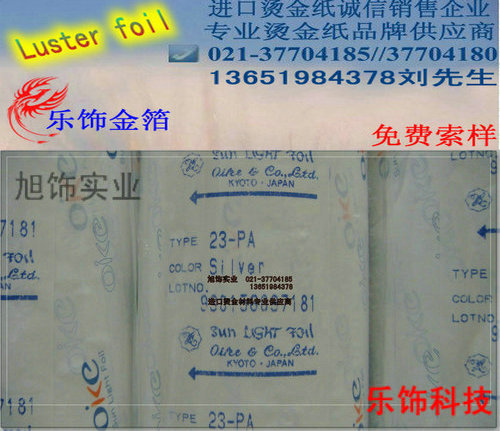 Luster foil
进口烫金纸诚信销售企业
专业烫金纸品牌供应商
021-37704185//37704180
13651984378刘先生
乐饰金箔
免费索样
旭饰实业
Sun LIGHT Foil
Oike & Co., Ltd.
KYOTO - JAPAN
TYPE 23-PA
COLOR Silver
LOTNO.
旭饰实业 021-37704185
13651984378
进口烫金材料专业供应商
Sun LIGHT Foil
Oike & Co., Ltd.
KYOTO - JAPAN
TYPE 23-PA
7181
OIKE
TYPE
COLOR
LOTNO.
乐饰科技